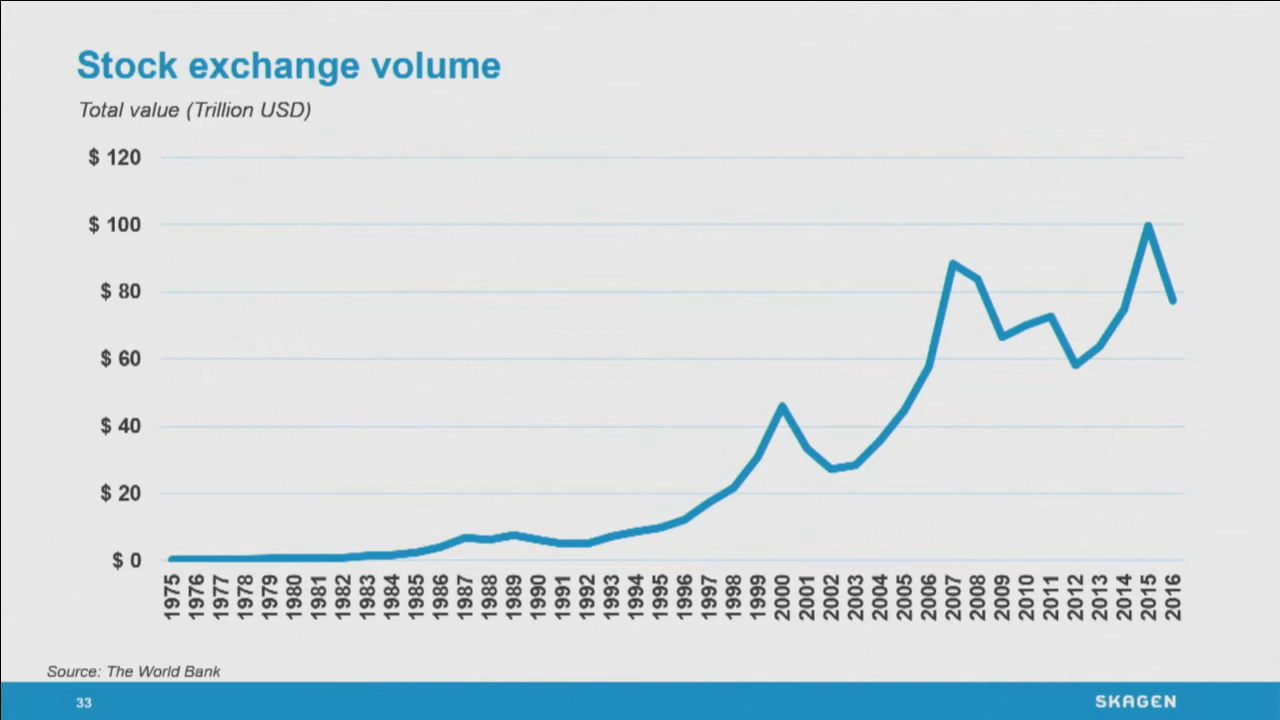 Stock exchange volume
Total value (Trillion USD)
$ 120
$ 100
$ 80
$ 60
$ 40
$ 20
$ 0
1975 1976 1977 1978 1979 1980 1981 1982 1983 1984 1985 1986 1987 1988 1989 1990 1991 1992 1993 1994 1995 1996 1997 1998 1999 2000 2001 2002 2003 2004 2005 2006 2007 2008 2009 2010 2011 2012 2013 2014 2015 2016
Source: The World Bank
33
SKAGEN